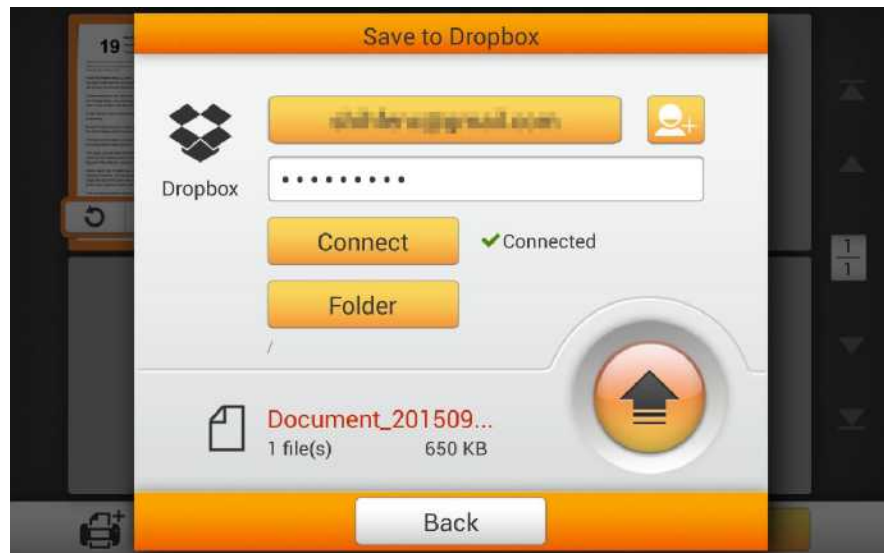 Save to Dropbox
19
Dropbox
Connect
Connected
Folder
/
1
1
Document_201509...
1 file(s) 650 KB
Back